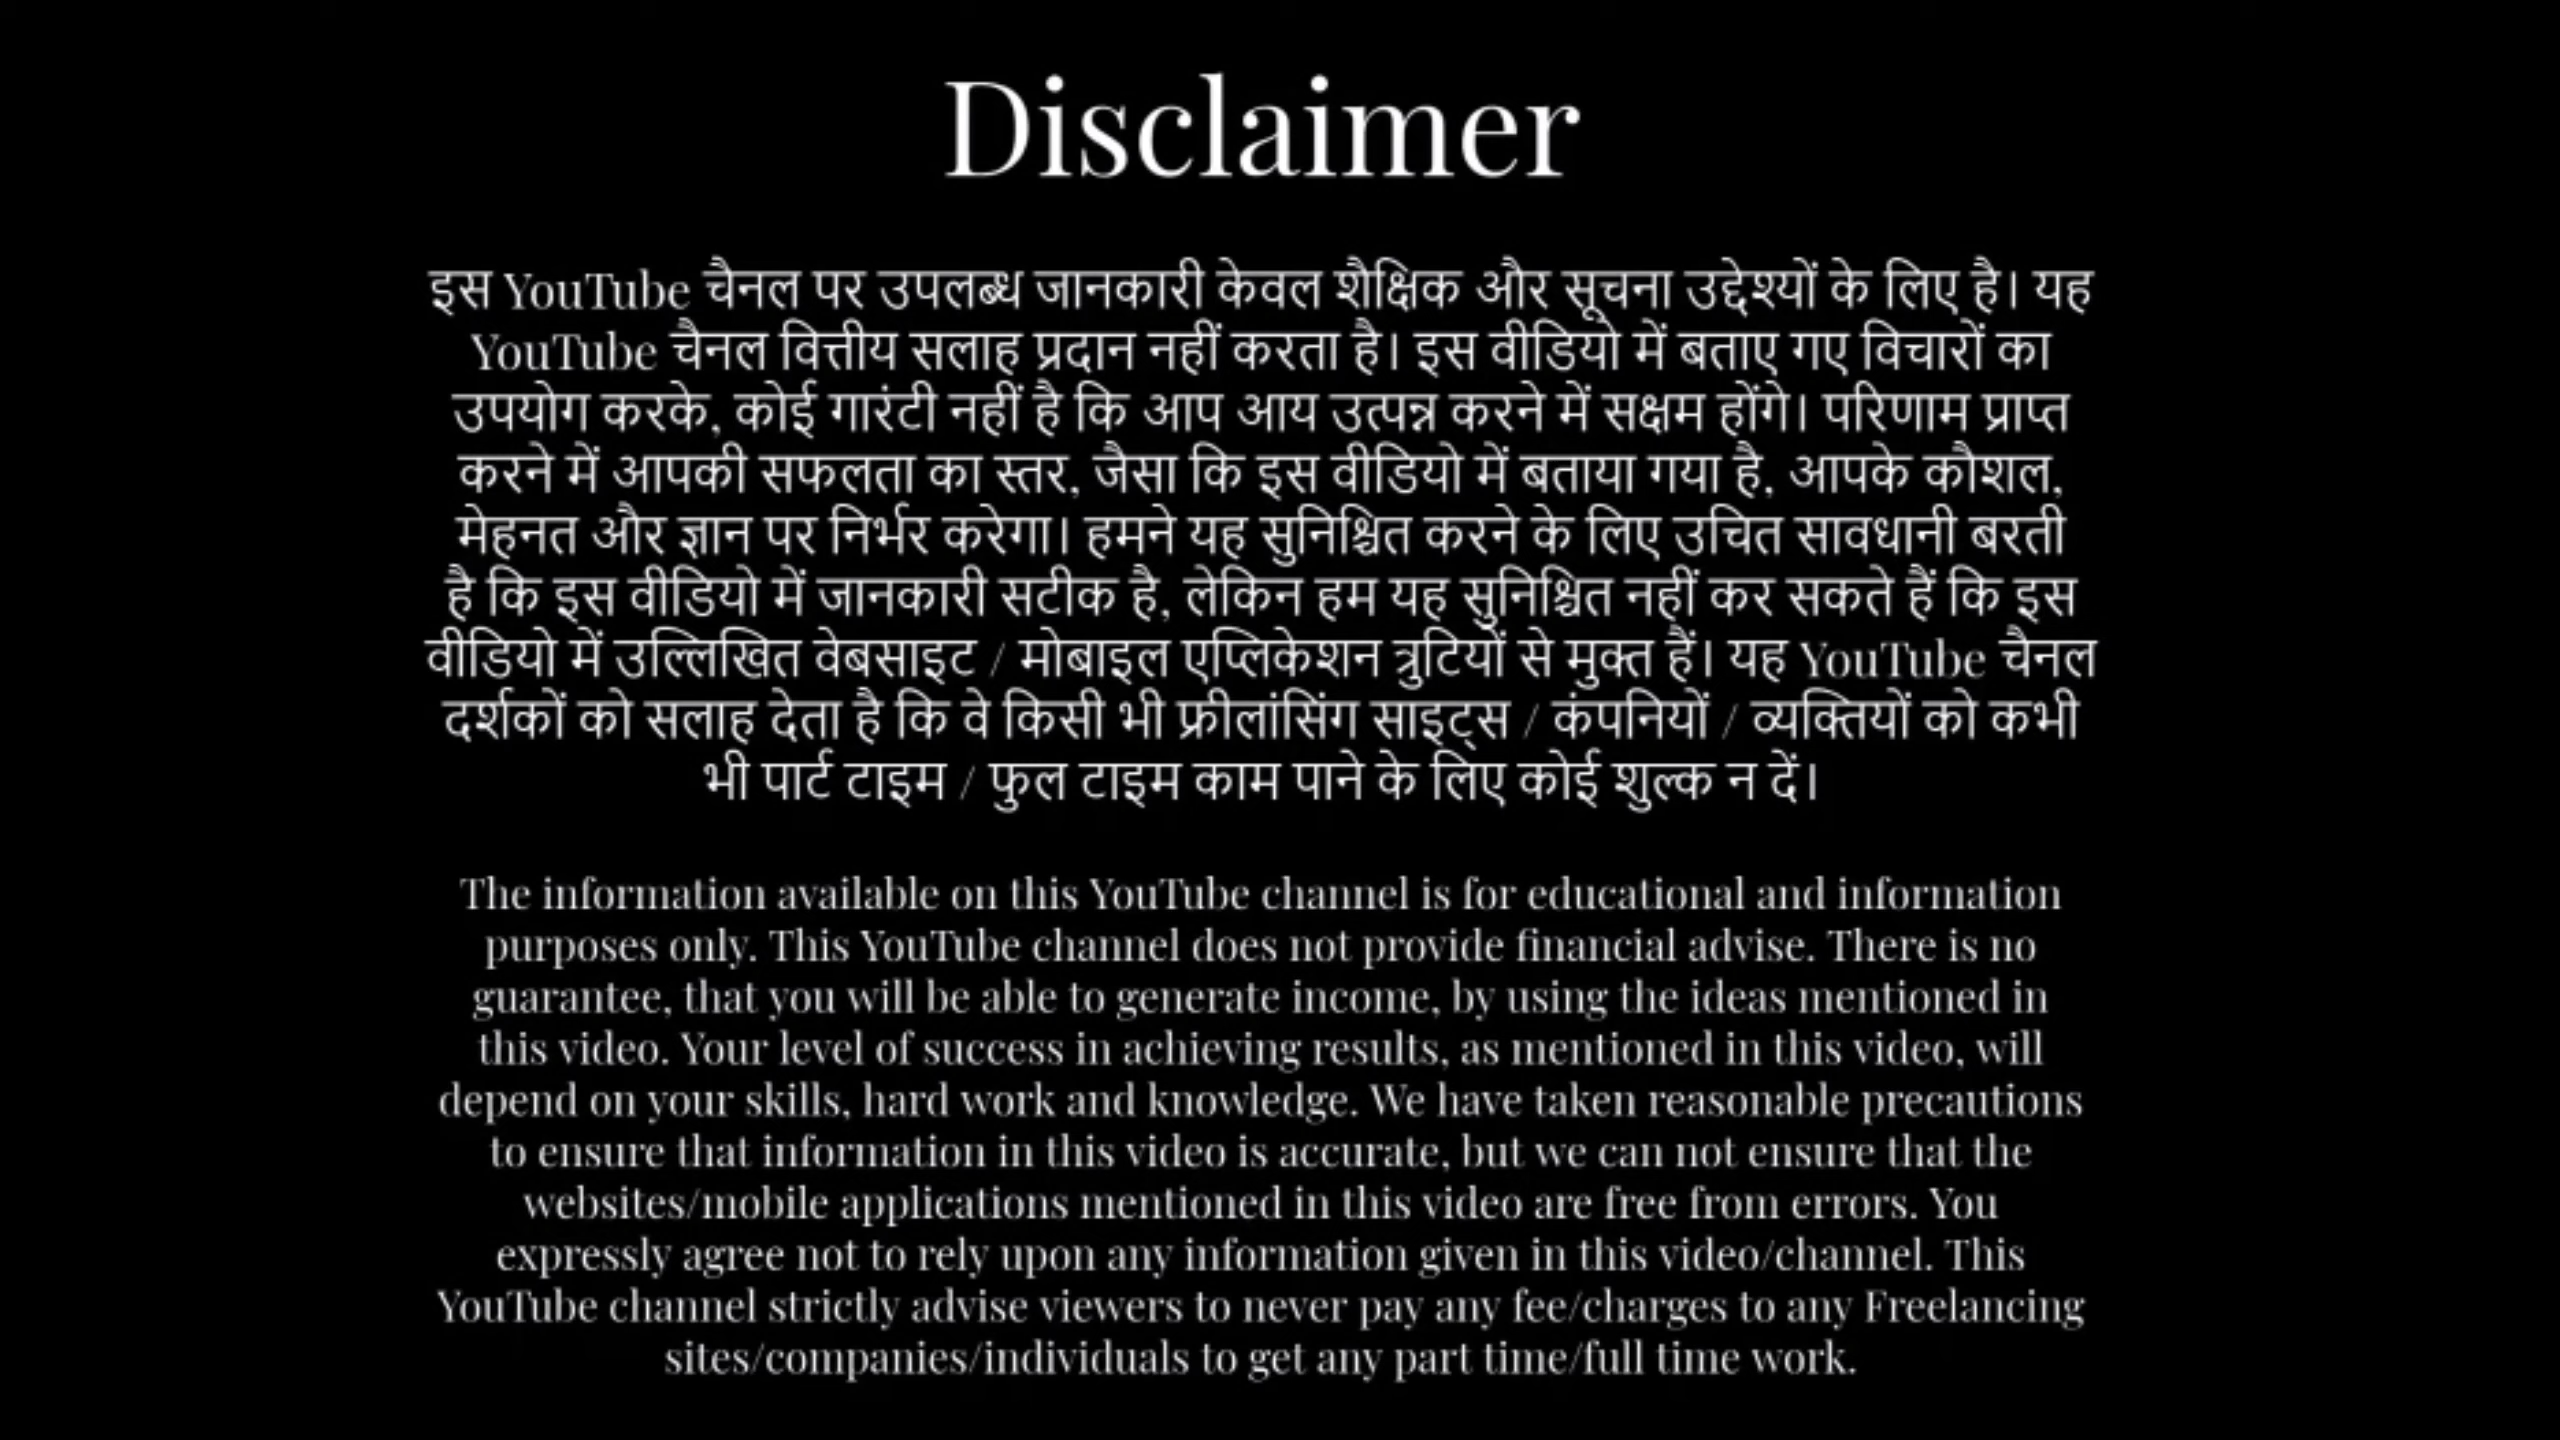 Disclaimer
इस YouTube चैनल पर उपलब्ध जानकारी केवल शैक्षिक और सूचना उद्देश्यों के लिए है। यह
YouTube चैनल वित्तीय सलाह प्रदान नहीं करता है। इस वीडियो में बताए गए विचारों का
उपयोग करके, कोई गारंटी नहीं है कि आप आय उत्पन्न करने में सक्षम होंगे। परिणाम प्राप्त
करने में आपकी सफलता का स्तर, जैसा कि इस वीडियो में बताया गया है, आपके कौशल,
मेहनत और ज्ञान पर निर्भर करेगा। हमने यह सुनिश्चित करने के लिए उचित सावधानी बरती
है कि इस वीडियो में जानकारी सटीक है, लेकिन हम यह सुनिश्चित नहीं कर सकते हैं कि इस
वीडियो में उल्लिखित वेबसाइट / मोबाइल एप्लिकेशन त्रुटियों से मुक्त हैं। यह YouTube चैनल
दर्शकों को सलाह देता है कि वे किसी भी फ्रीलांसिंग साइट्स / कंपनियों / व्यक्तियों को कभी
भी पार्ट टाइम / फुल टाइम काम पाने के लिए कोई शुल्क न दें।
The information available on this YouTube channel is for educational and information
purposes only. This YouTube channel does not provide financial advise. There is no
guarantee, that you will be able to generate income, by using the ideas mentioned in
this video. Your level of success in achieving results, as mentioned in this video, will
depend on your skills, hard work and knowledge. We have taken reasonable precautions
to ensure that information in this video is accurate, but we can not ensure that the
websites/mobile applications mentioned in this video are free from errors. You
expressly agree not to rely upon any information given in this video/channel. This
YouTube channel strictly advise viewers to never pay any fee/charges to any Freelancing
sites/companies/individuals to get any part time/full time work.